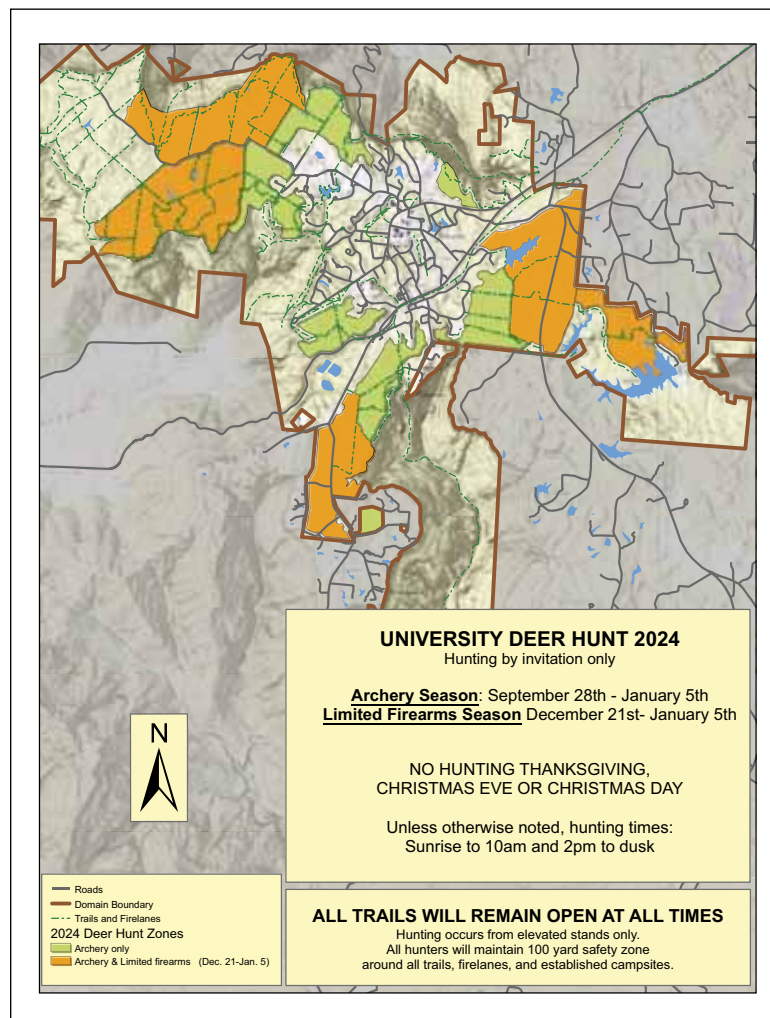 UNIVERSITY DEER HUNT 2024
Hunting by invitation only
Archery Season: September 28th - January 5th
Limited Firearms Season December 21st- January 5th
NO HUNTING THANKSGIVING,
CHRISTMAS EVE OR CHRISTMAS DAY
Unless otherwise noted, hunting times:
Sunrise to 10am and 2pm to dusk
N
Roads
Domain Boundary
Trails and Firelanes
2024 Deer Hunt Zones
Archery only
Archery & Limited firearms (Dec. 21-Jan. 5)
ALL TRAILS WILL REMAIN OPEN AT ALL TIMES
Hunting occurs from elevated stands only.
All hunters will maintain 100 yard safety zone
around all trails, firelanes, and established campsites.